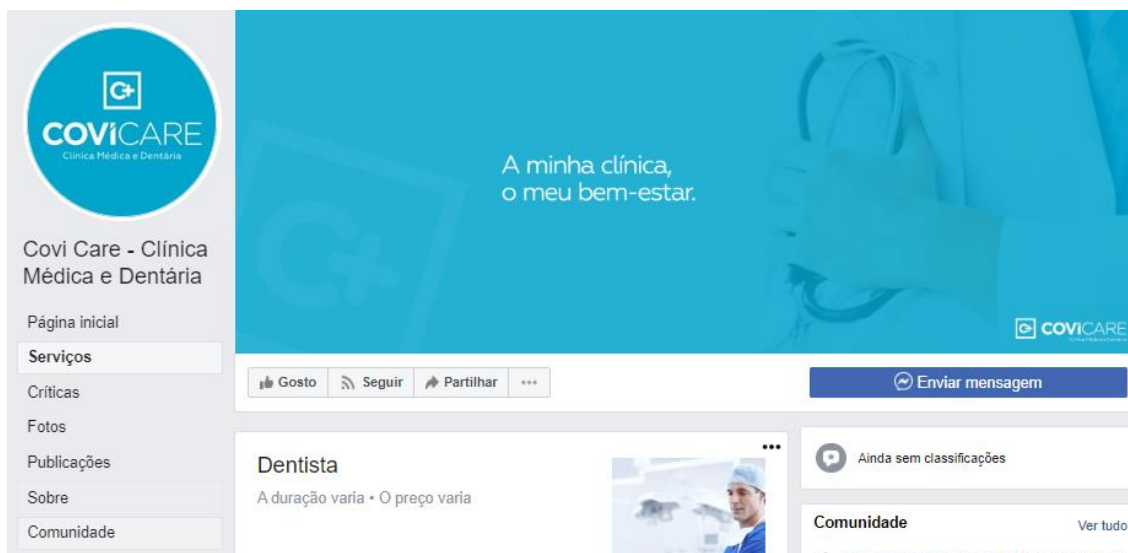 C+
COVICARE
Clínica Médica e Dentária
Covi Care - Clínica
Médica e Dentária
Página inicial
Serviços
Críticas
Fotos
Publicações
Sobre
Comunidade
A minha clínica,
o meu bem-estar.
C+
C+ COVICARE
Gosto Seguir Partilhar
Enviar mensagem
Dentista
A duração varia • O preço varia
Ainda sem classificações
Comunidade Ver tudo